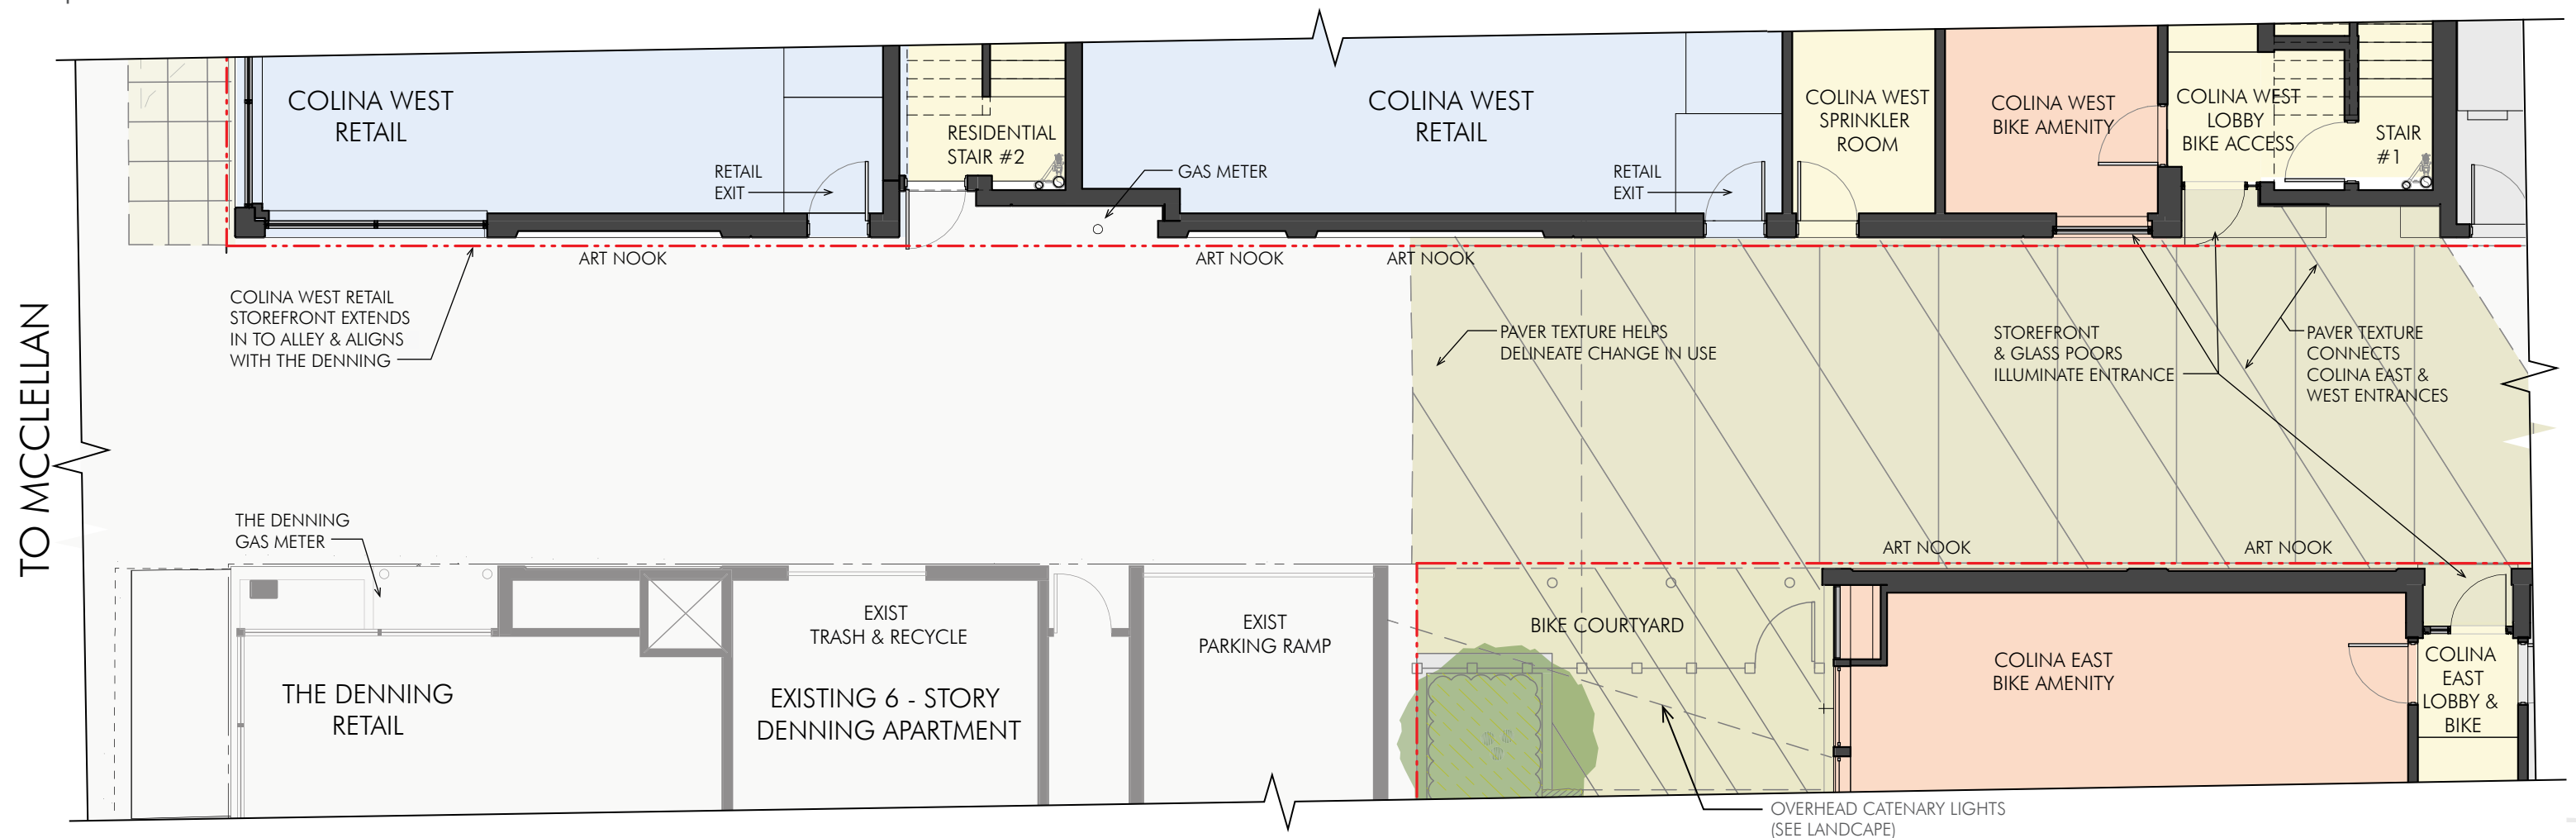 COLINA WEST
RETAIL
RETAIL
EXIT
RESIDENTIAL
STAIR #2
GAS METER
COLINA WEST
RETAIL
RETAIL
EXIT
COLINA WEST
SPRINKLER
ROOM
COLINA WEST
BIKE AMENITY
COLINA WEST
LOBBY
BIKE ACCESS
STAIR
#1
ART NOOK
ART NOOK
ART NOOK
COLINA WEST RETAIL
STOREFRONT EXTENDS
IN TO ALLEY & ALIGNS
WITH THE DENNING
PAVER TEXTURE HELPS
DELINEATE CHANGE IN USE
STOREFRONT
& GLASS POORS
ILLUMINATE ENTRANCE
PAVER TEXTURE
CONNECTS
COLINA EAST &
WEST ENTRANCES
TO MCCLELLAN
THE DENNING
GAS METER
ART NOOK
ART NOOK
THE DENNING
RETAIL
EXIST
TRASH & RECYCLE
EXISTING 6 - STORY
DENNING APARTMENT
EXIST
PARKING RAMP
BIKE COURTYARD
COLINA EAST
BIKE AMENITY
COLINA
EAST
LOBBY &
BIKE
OVERHEAD CATENARY LIGHTS
(SEE LANDCAPE)